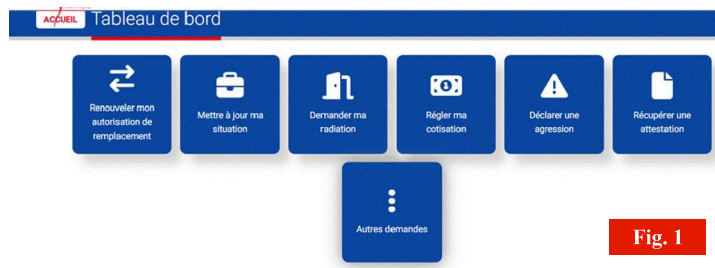 ACCUEIL Tableau de bord
Renouveler mon
autorisation de
remplacement
Mettre à jour ma
situation
Demander ma
radiation
Régler ma
cotisation
Déclarer une
agression
Récupérer une
attestation
Autres demandes
Fig. 1